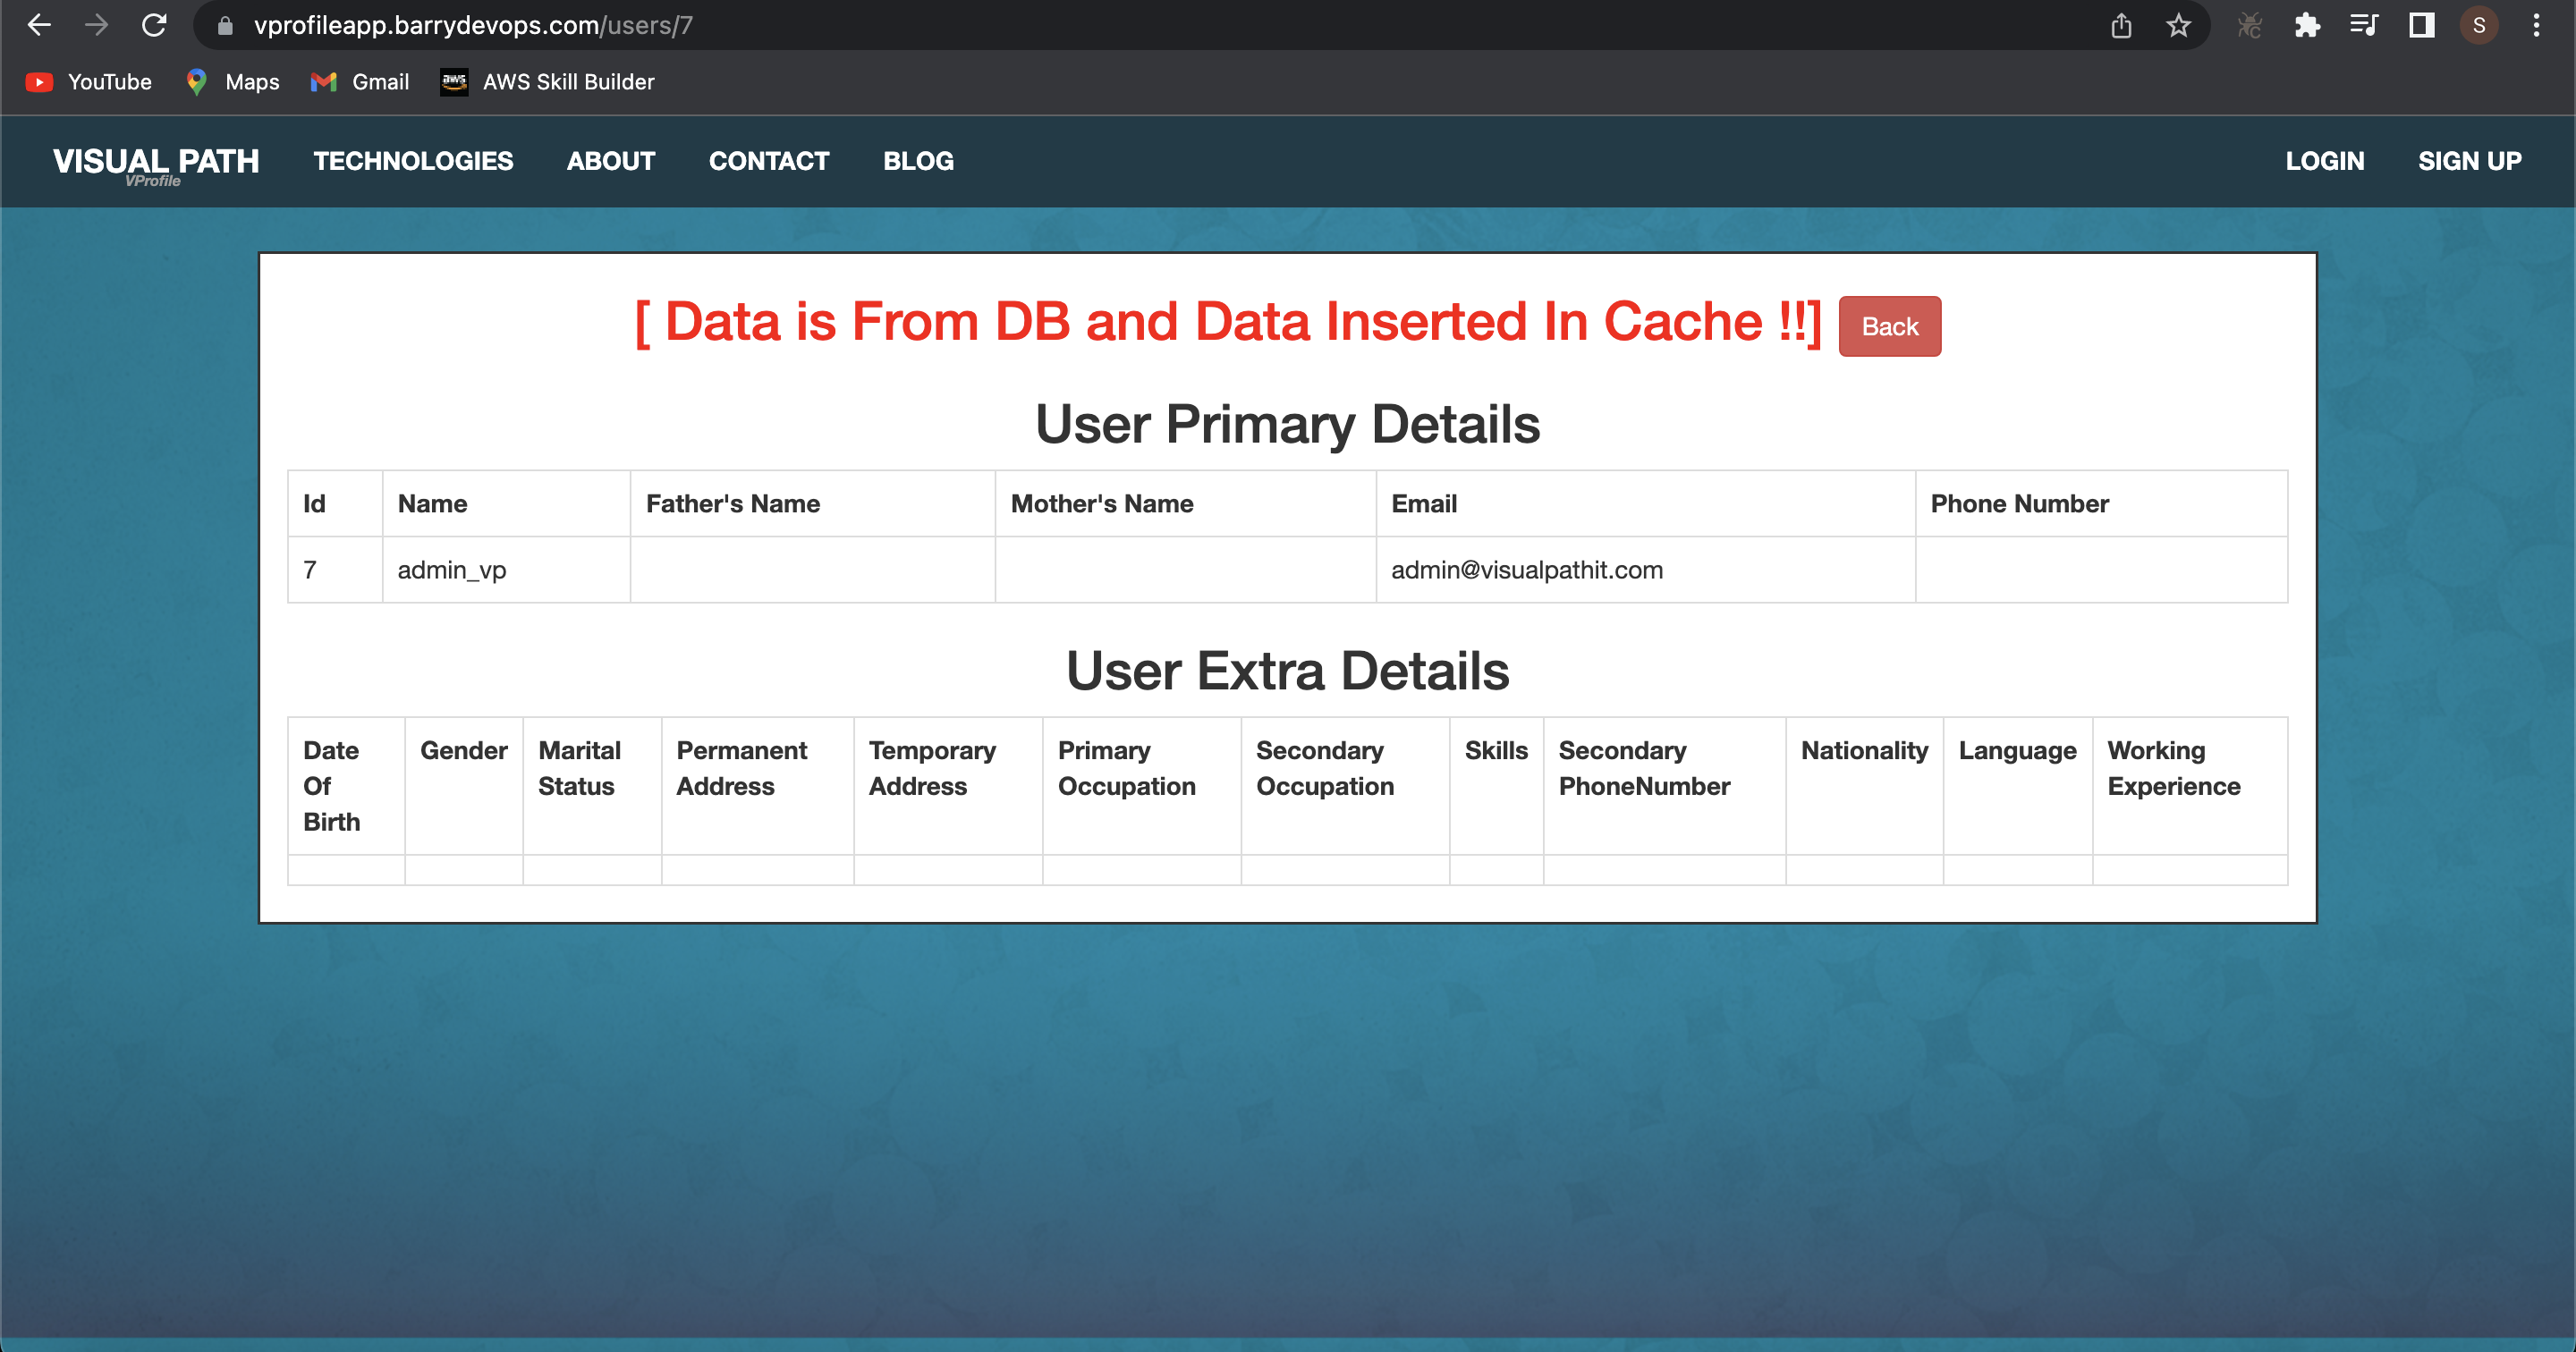 vprofileapp.barrydevops.com/users/7
S
YouTube Maps Gmail aws AWS Skill Builder
VISUAL PATH TECHNOLOGIES ABOUT CONTACT BLOG LOGIN SIGN UP
VProfile
[ Data is From DB and Data Inserted In Cache !!] Back
User Primary Details
Id Name Father's Name Mother's Name Email Phone Number
7 admin_vp admin@visualpathit.com
User Extra Details
Date Of Birth Gender Marital Status Permanent Address Temporary Address Primary Occupation Secondary Occupation Skills Secondary PhoneNumber Nationality Language Working Experience